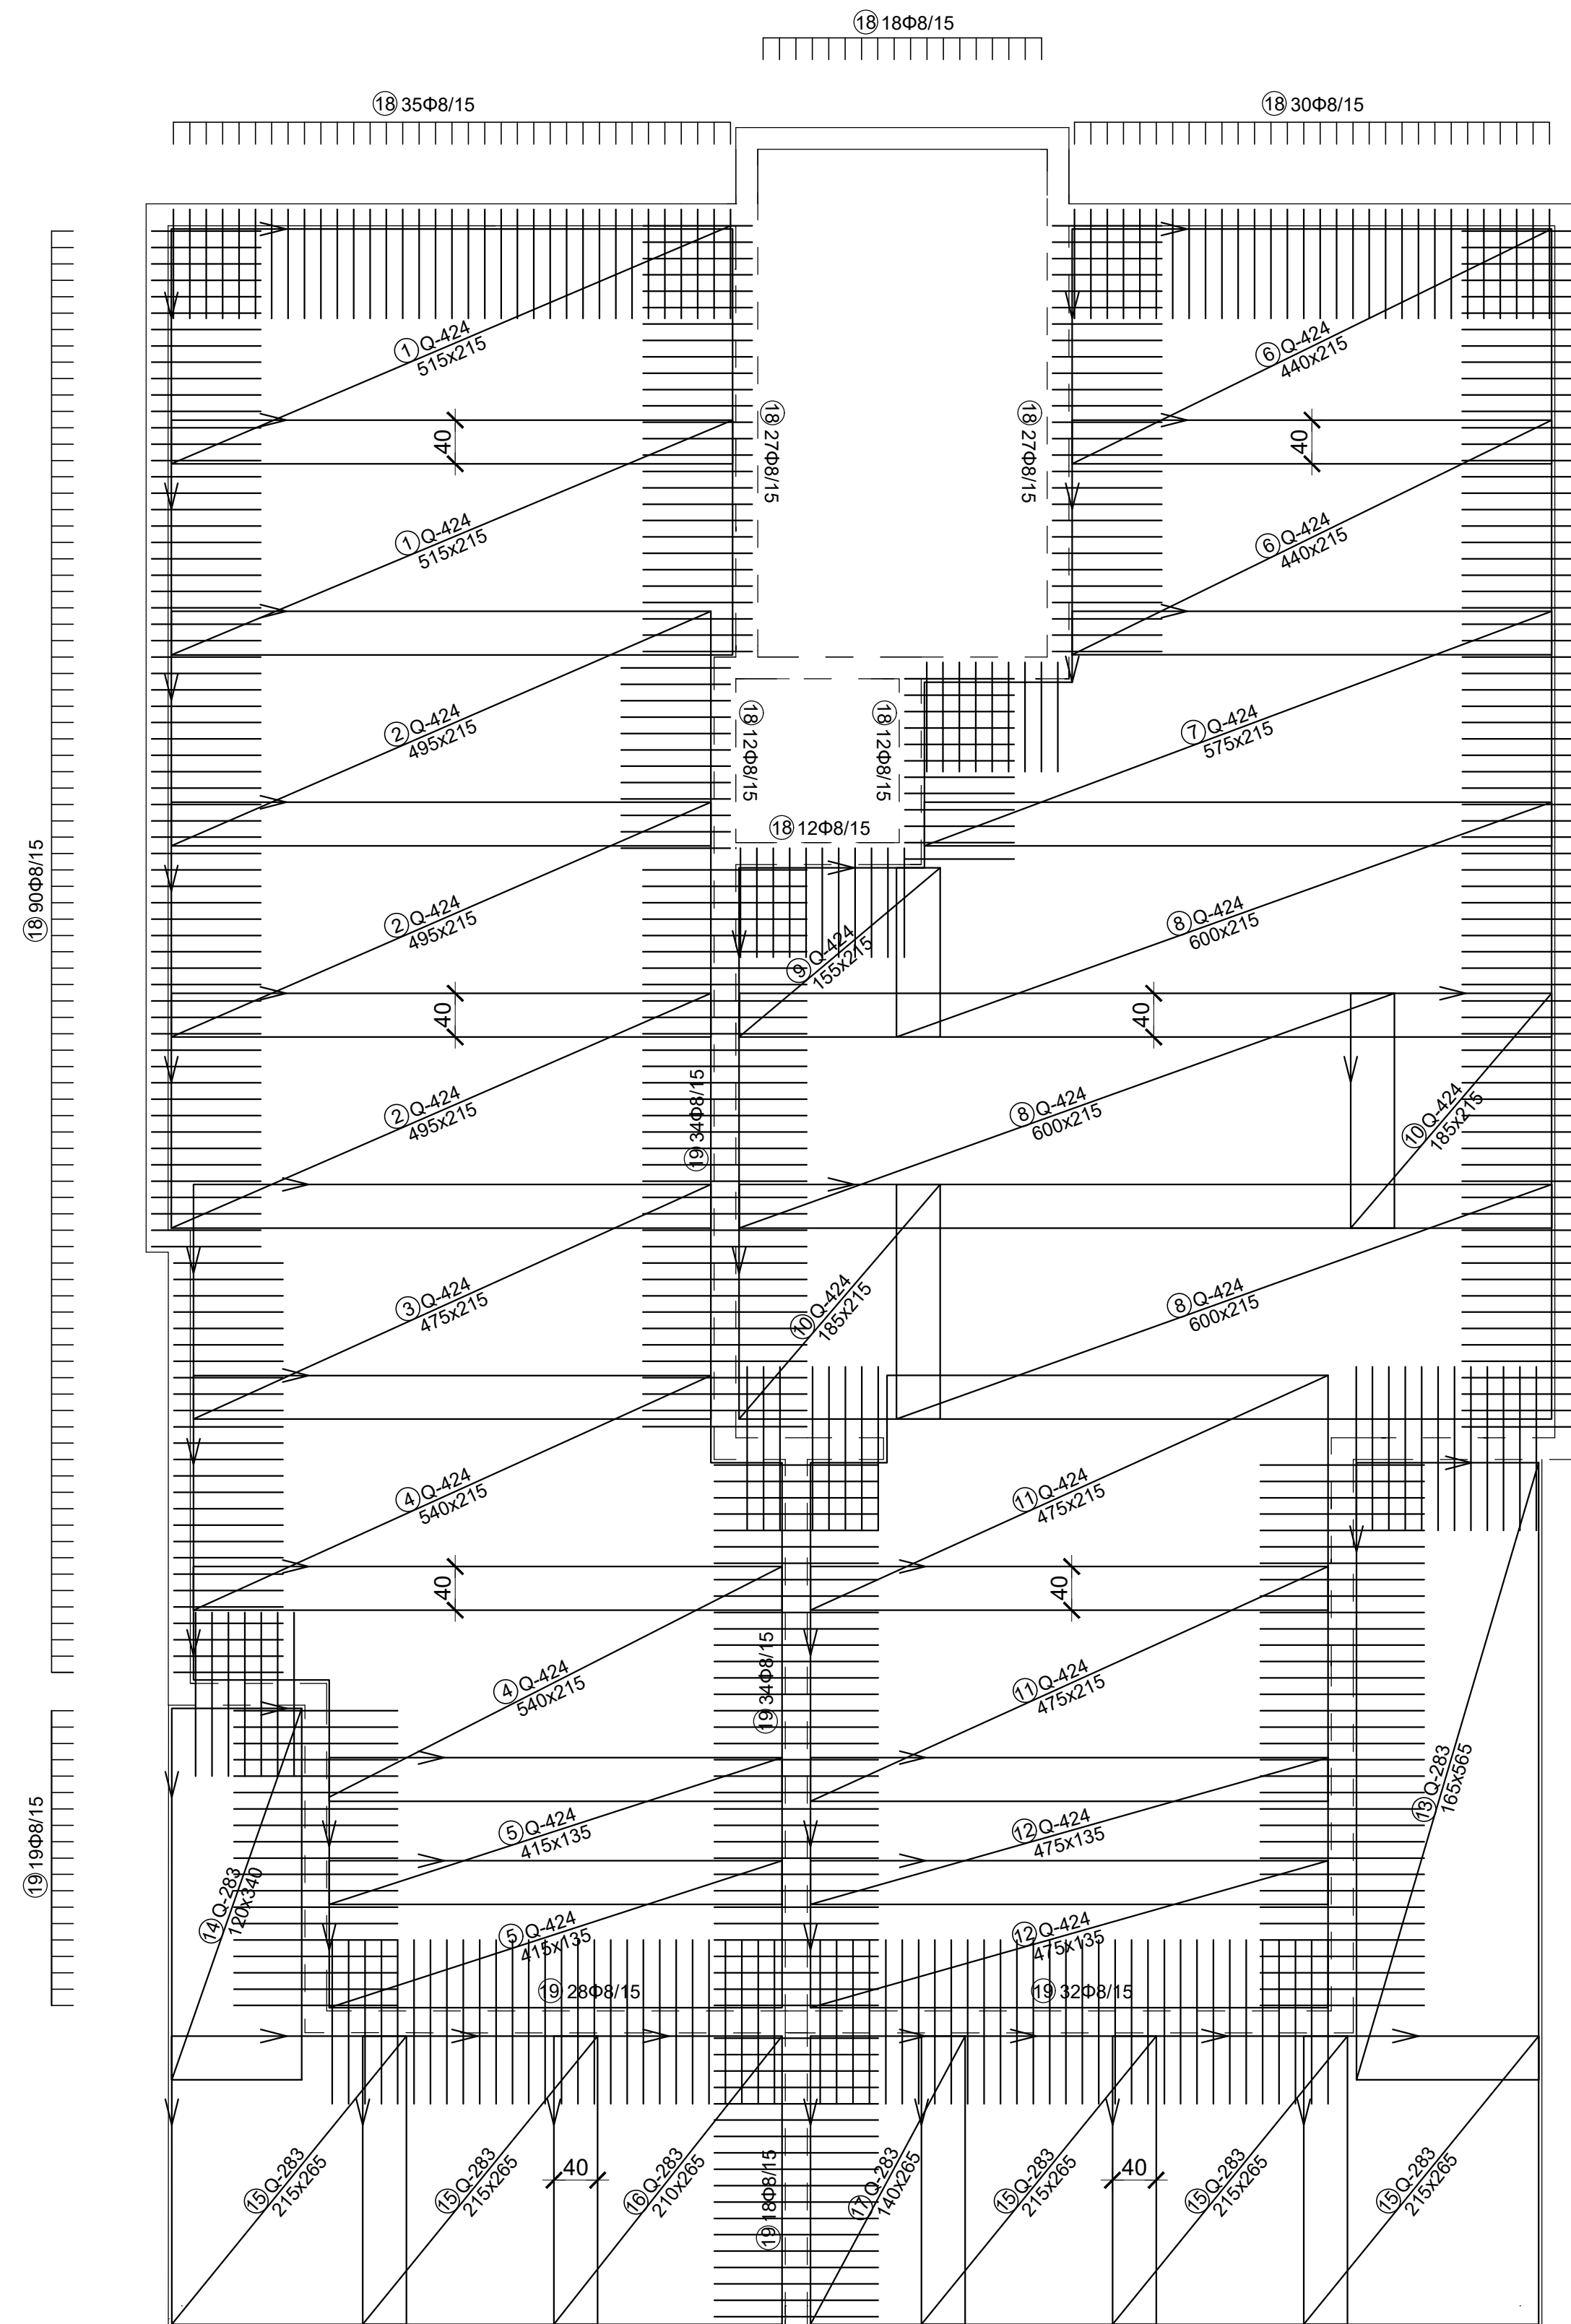 18 18Φ8/15
18 35Φ8/15
18 30Φ8/15
1 Q-424
515x215
6 Q-424
440x215
18 27Φ8/15
18 27Φ8/15
40
40
1 Q-424
515x215
6 Q-424
440x215
2 Q-424
495x215
18 12Φ8/15
18 12Φ8/15
7 Q-424
575x215
18 12Φ8/15
18 90Φ8/15
2 Q-424
495x215
9 Q-424
155x215
8 Q-424
600x215
40
40
2 Q-424
495x215
19 34Φ8/15
8 Q-424
600x215
10 Q-424
185x215
3 Q-424
475x215
10 Q-424
185x215
8 Q-424
600x215
4 Q-424
540x215
11 Q-424
475x215
40
40
4 Q-424
540x215
19 34Φ8/15
11 Q-424
475x215
13 Q-283
165x565
19 19Φ8/15
5 Q-424
415x135
12 Q-424
475x135
14 Q-283
120x340
5 Q-424
415x135
12 Q-424
475x135
19 28Φ8/15
19 32Φ8/15
15 Q-283
215x265
15 Q-283
215x265
40
16 Q-283
210x265
19 18Φ8/15
17 Q-283
140x265
15 Q-283
215x265
40
15 Q-283
215x265
15 Q-283
215x265